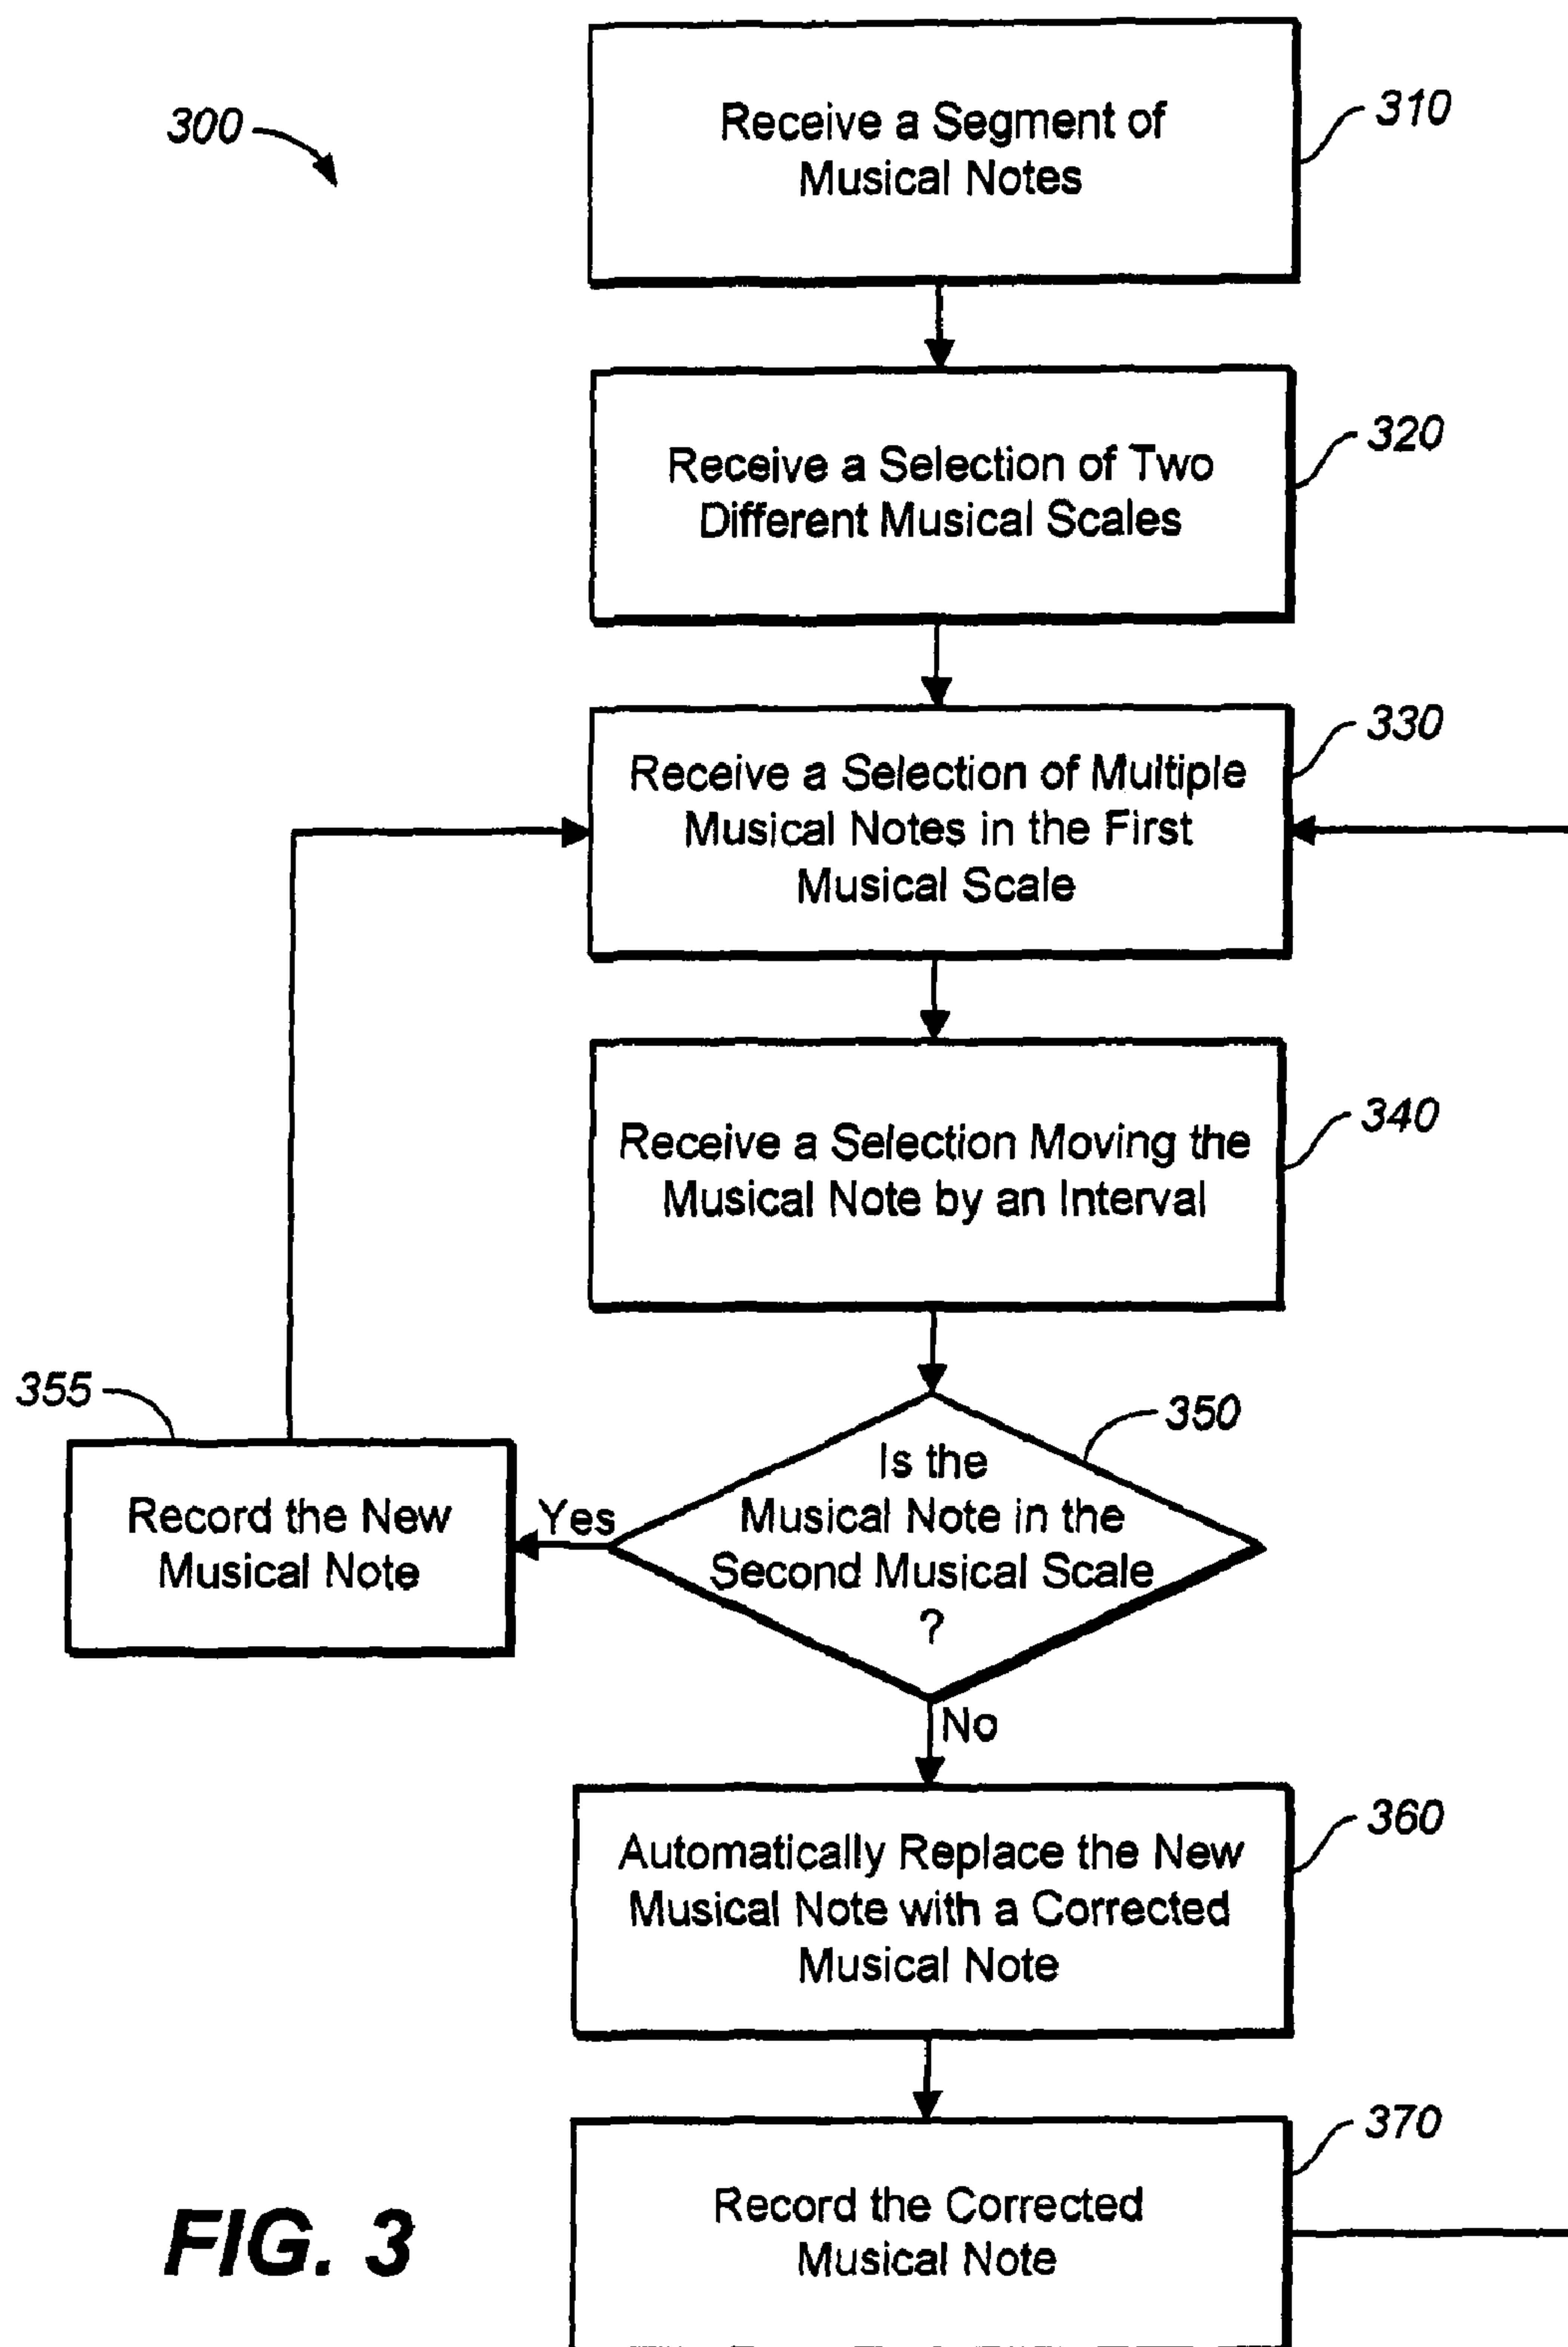 300
Receive a Segment of
Musical Notes
310
Receive a Selection of Two
Different Musical Scales
320
Receive a Selection of Multiple
Musical Notes in the First
Musical Scale
330
Receive a Selection Moving the
Musical Note by an Interval
340
Is the
Musical Note in the
Second Musical Scale
?
350
Yes
355
Record the New
Musical Note
No
Automatically Replace the New
Musical Note with a Corrected
Musical Note
360
Record the Corrected
Musical Note
370
FIG. 3